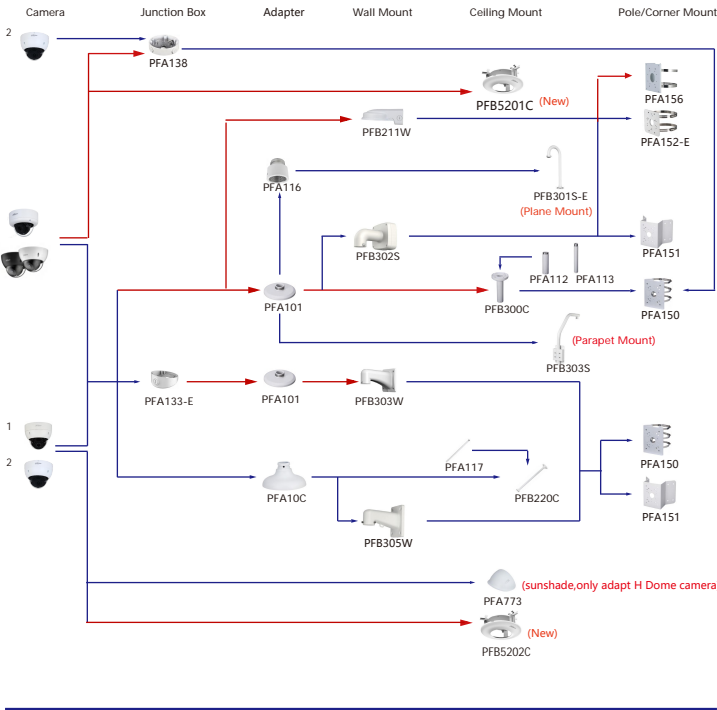 Camera Junction Box Adapter Wall Mount Ceiling Mount Pole/Corner Mount
2
PFA138
PFB5201C (New)
PFA156
PFB211W
PFA152-E
PFA116
PFB301S-E
(Plane Mount)
PFB302S
PFA151
PFA112 PFA113
PFA101
PFB300C
PFA150
(Parapet Mount)
PFB303S
PFA133-E
PFA101
PFB303W
1
2
PFA117
PFA150
PFA10C
PFB220C
PFA151
PFB305W
(sunshade,only adapt H Dome camera
PFA773
(New)
PFB5202C